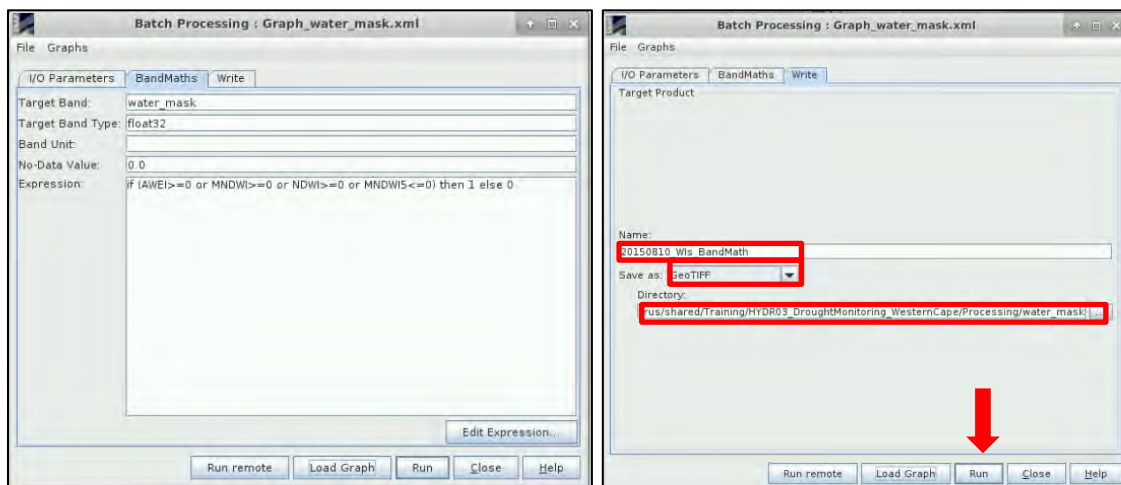 Batch Processing : Graph_water_mask.xml
File Graphs
I/O Parameters BandMaths Write
Target Band: water_mask
Target Band Type: float32
Band Unit:
No-Data Value: 0.0
Expression: if (AWEI>=0 or MNDWI>=0 or NDWI>=0 or MNDWI5<=0) then 1 else 0
Edit Expression...
Run remote Load Graph Run Close Help
Batch Processing : Graph_water_mask.xml
File Graphs
I/O Parameters BandMaths Write
Target Product
Name:
20150810_WIs_BandMath
Save as: GeoTIFF
Directory:
rus/shared/Training/HYDR03_DroughtMonitoring_WesternCape/Processing/water_mask ...
Run remote Load Graph Run Close Help